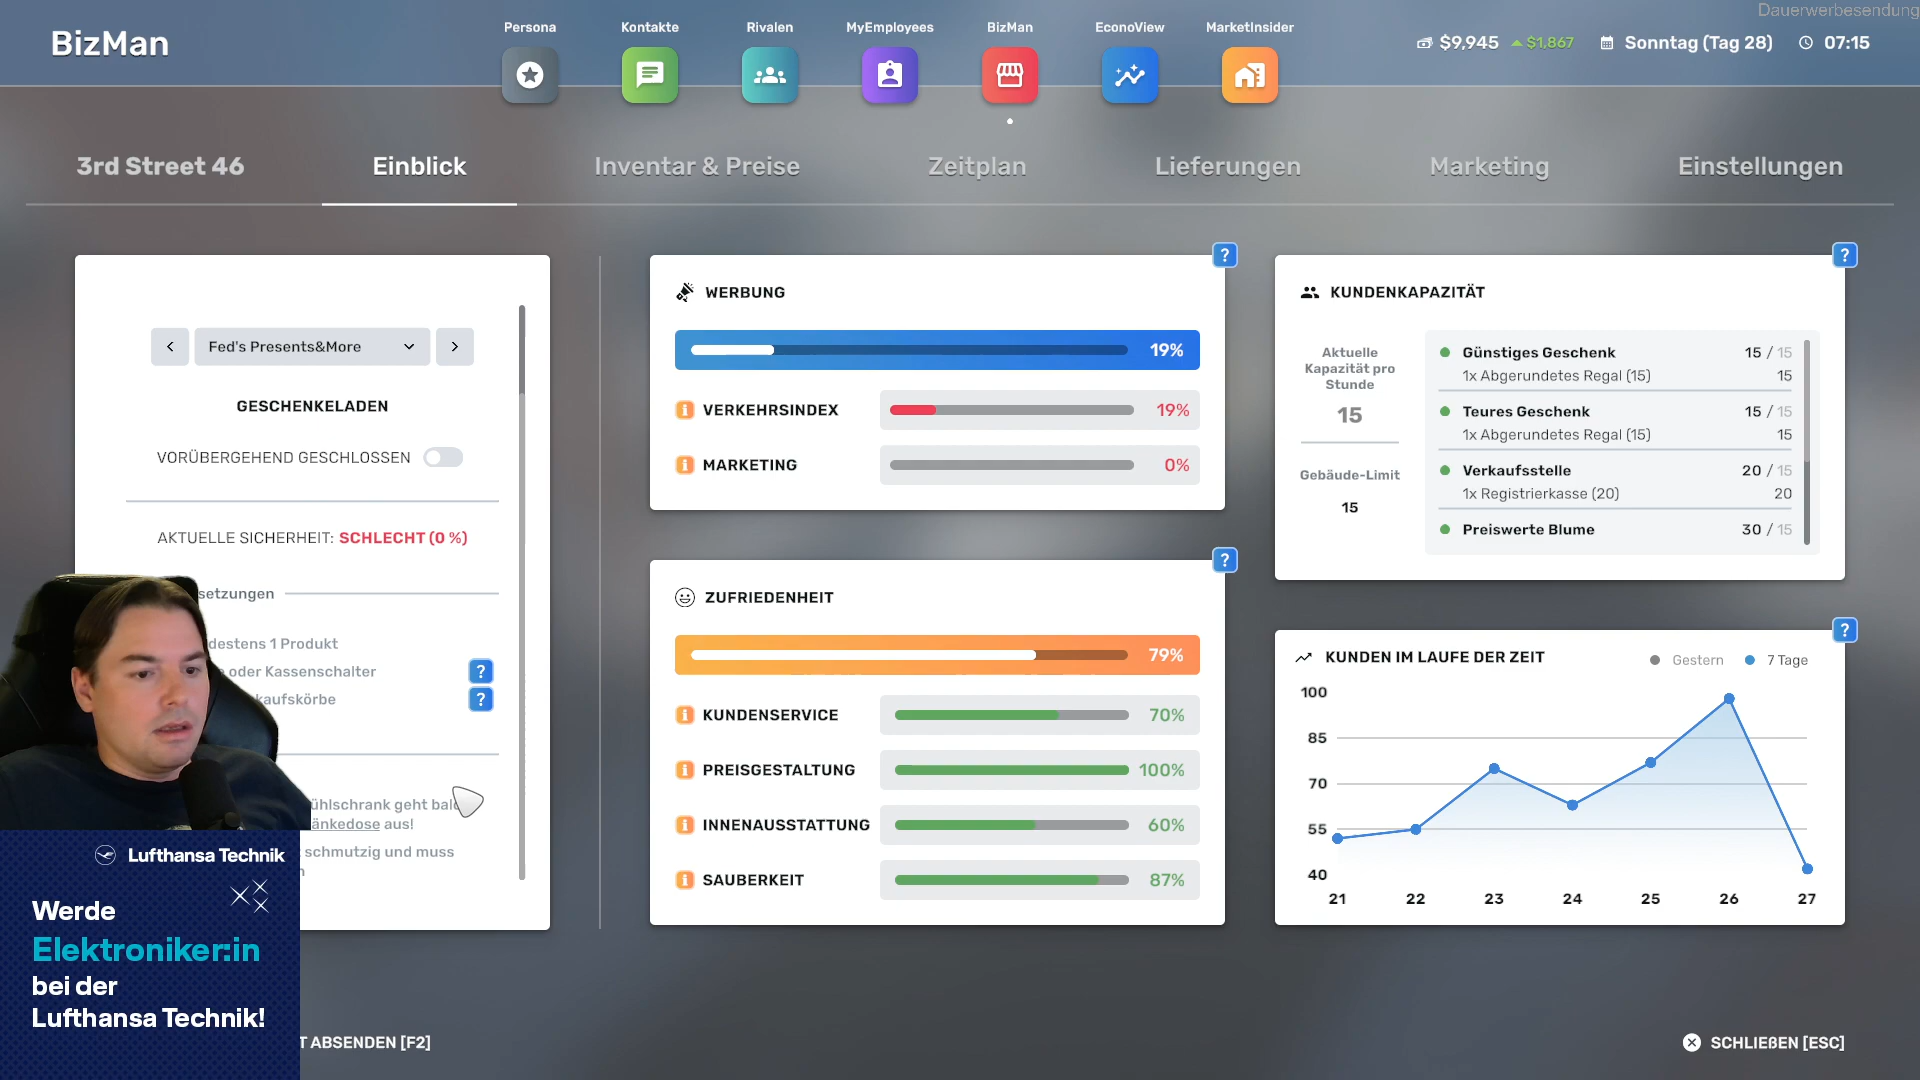 Dauerwerbesendung
BizMan
Persona
Kontakte
Rivalen
MyEmployees
BizMan
EconoView
MarketInsider
$9,945
$1,867
Sonntag (Tag 28)
07:15
3rd Street 46
Einblick
Inventar & Preise
Zeitplan
Lieferungen
Marketing
Einstellungen
Fed's Presents&More
GESCHENKELADEN
VORÜBERGEHEND GESCHLOSSEN
AKTUELLE SICHERHEIT: SCHLECHT (0 %)
setzungen
destens 1 Produkt
oder Kassenschalter
?
kaufskörbe
?
ühlschrank geht bald
änkedose aus!
schmutzig und muss
WERBUNG
?
19%
VERKEHRSINDEX
19%
MARKETING
0%
ZUFRIEDENHEIT
?
79%
KUNDENSERVICE
70%
PREISGESTALTUNG
100%
INNENAUSSTATTUNG
60%
SAUBERKEIT
87%
KUNDENKAPAZITÄT
?
Aktuelle
Kapazität pro
Stunde
15
Gebäude-Limit
15
Günstiges Geschenk
15 / 15
1x Abgerundetes Regal (15)
15
Teures Geschenk
15 / 15
1x Abgerundetes Regal (15)
15
Verkaufsstelle
20 / 15
1x Registrierkasse (20)
20
Preiswerte Blume
30 / 15
KUNDEN IM LAUFE DER ZEIT
?
Gestern
7 Tage
100
85
70
55
40
21
22
23
24
25
26
27
Lufthansa Technik
Werde
Elektroniker:in
bei der
Lufthansa Technik!
T ABSENDEN [F2]
SCHLIEßEN [ESC]